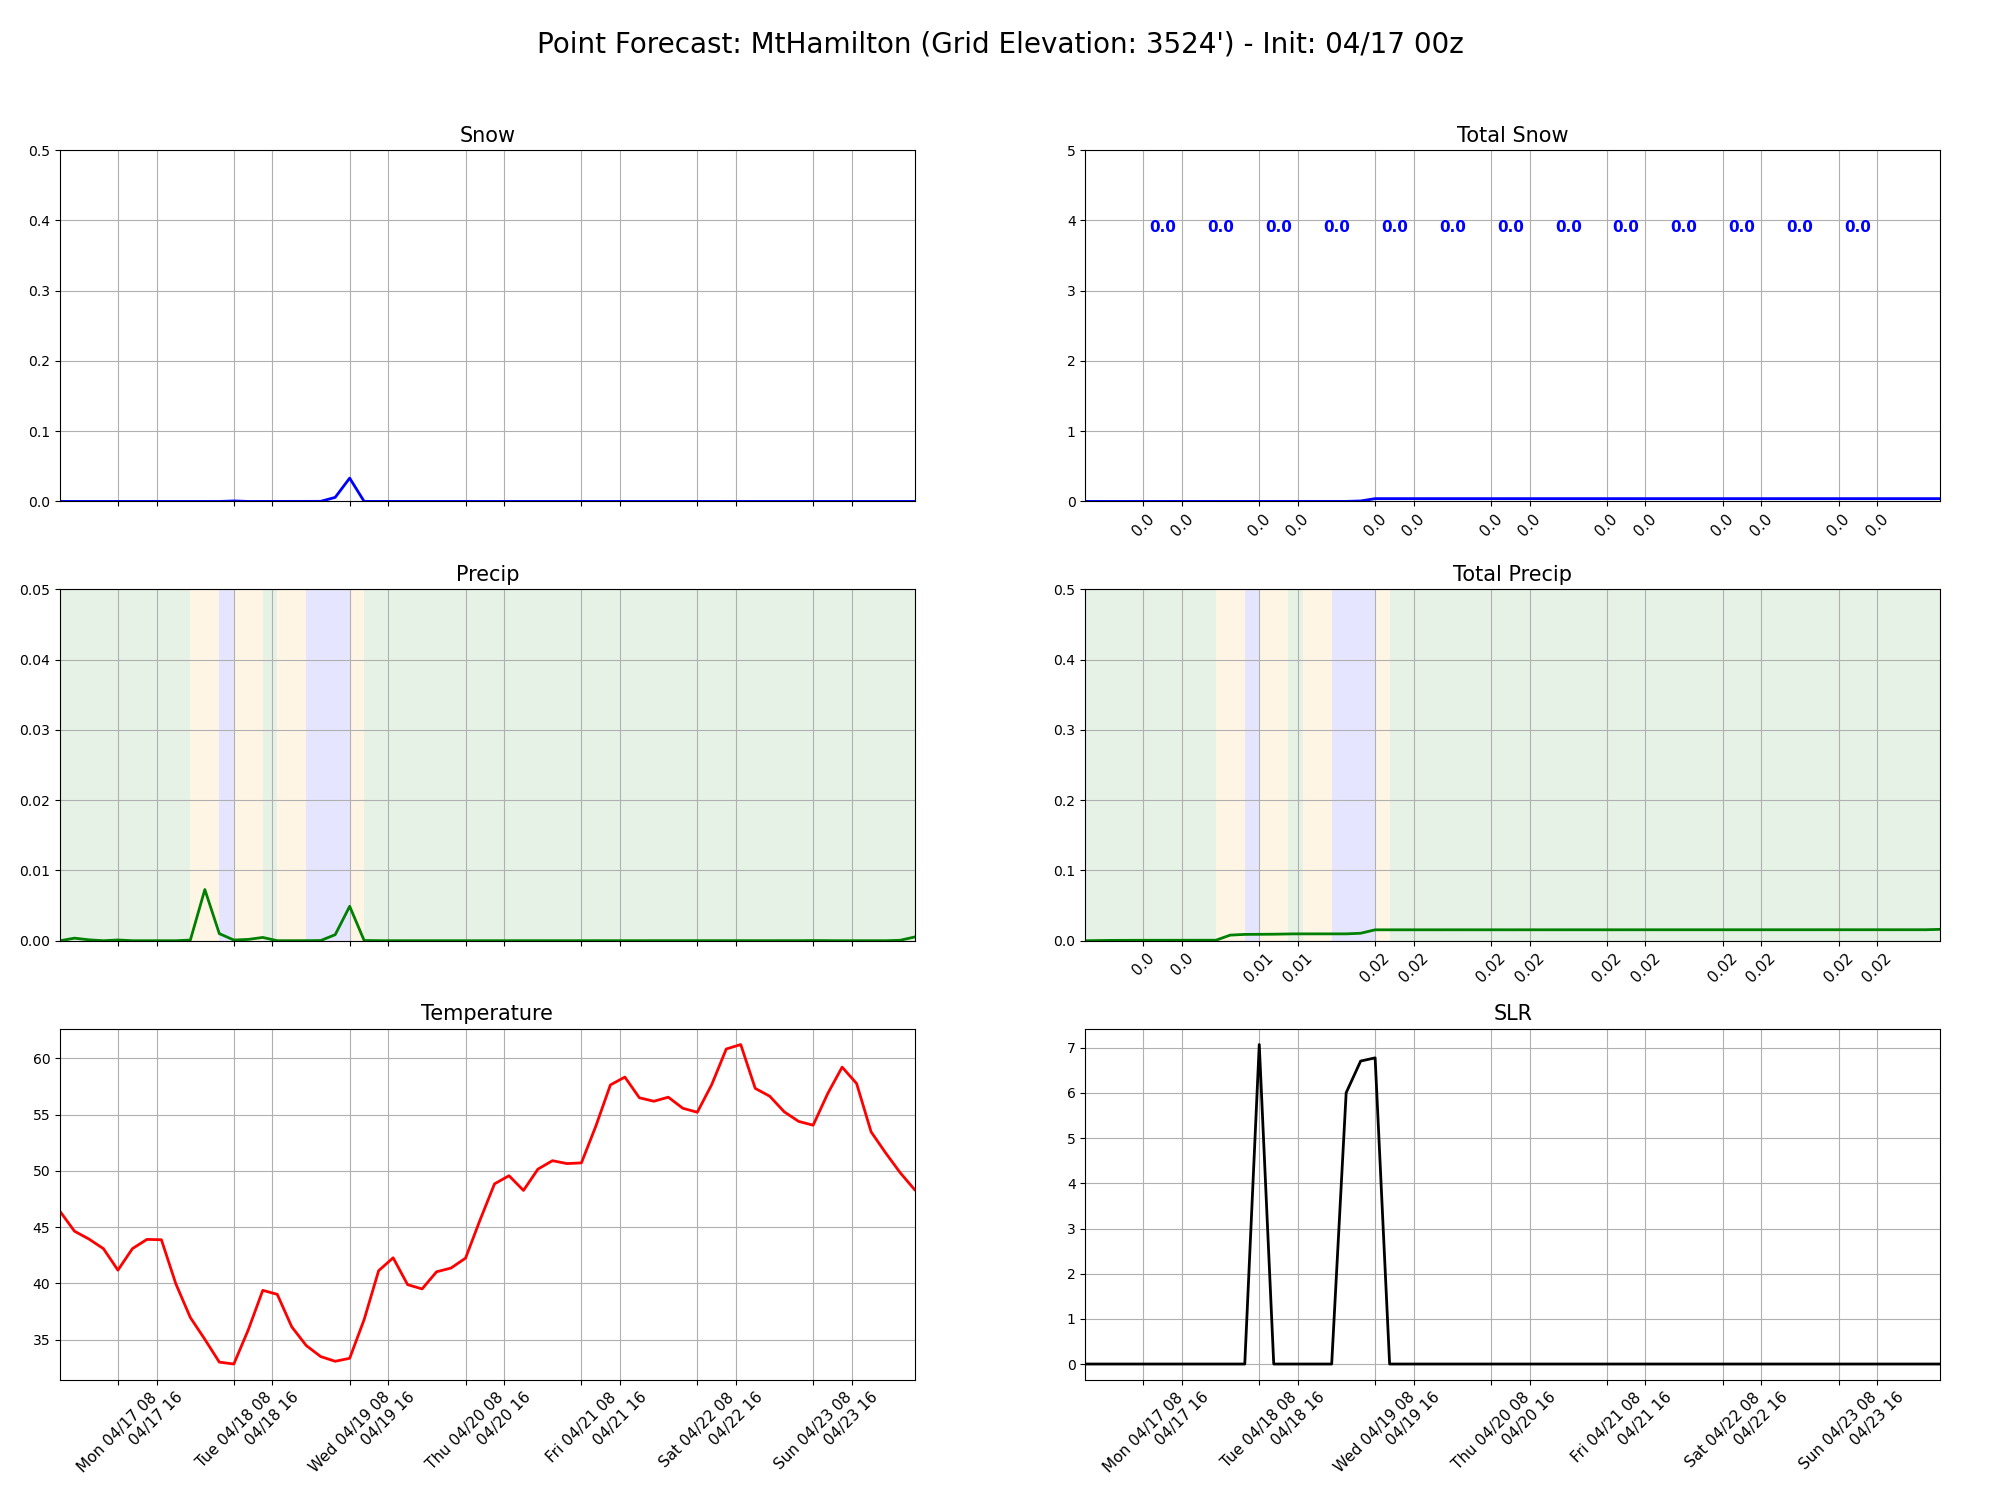 Point Forecast: MtHamilton (Grid Elevation: 3524') - Init: 04/17 00z
Snow
0.5
0.4
0.3
0.2
0.1
0.0
Total Snow
5
4
3
2
1
0
0.0 0.0 0.0 0.0 0.0 0.0 0.0 0.0 0.0 0.0 0.0 0.0 0.0
0.0 0.0 0.0 0.0 0.0 0.0 0.0 0.0 0.0 0.0 0.0 0.0 0.0 0.0
Precip
0.05
0.04
0.03
0.02
0.01
0.00
Total Precip
0.5
0.4
0.3
0.2
0.1
0.0
0.0 0.0 0.01 0.01 0.02 0.02 0.02 0.02 0.02 0.02 0.02 0.02 0.02 0.02
Temperature
60
55
50
45
40
35
Mon 04/17 08
04/17 16
Tue 04/18 08
04/18 16
Wed 04/19 08
04/19 16
Thu 04/20 08
04/20 16
Fri 04/21 08
04/21 16
Sat 04/22 08
04/22 16
Sun 04/23 08
04/23 16
SLR
7
6
5
4
3
2
1
0
Mon 04/17 08
04/17 16
Tue 04/18 08
04/18 16
Wed 04/19 08
04/19 16
Thu 04/20 08
04/20 16
Fri 04/21 08
04/21 16
Sat 04/22 08
04/22 16
Sun 04/23 08
04/23 16